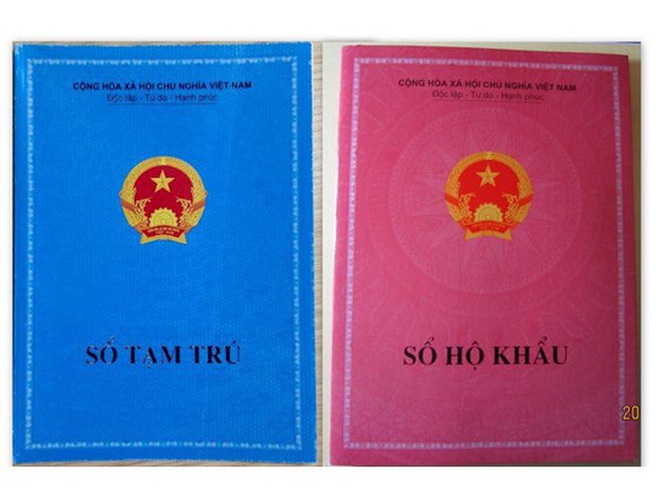 CỘNG HÒA XÃ HỘI CHỦ NGHĨA VIỆT NAM
Độc lập - Tự do - Hạnh phúc
SỔ TẠM TRÚ
CỘNG HÒA XÃ HỘI CHỦ NGHĨA VIỆT NAM
Độc lập - Tự do - Hạnh phúc
SỔ HỘ KHẨU
20